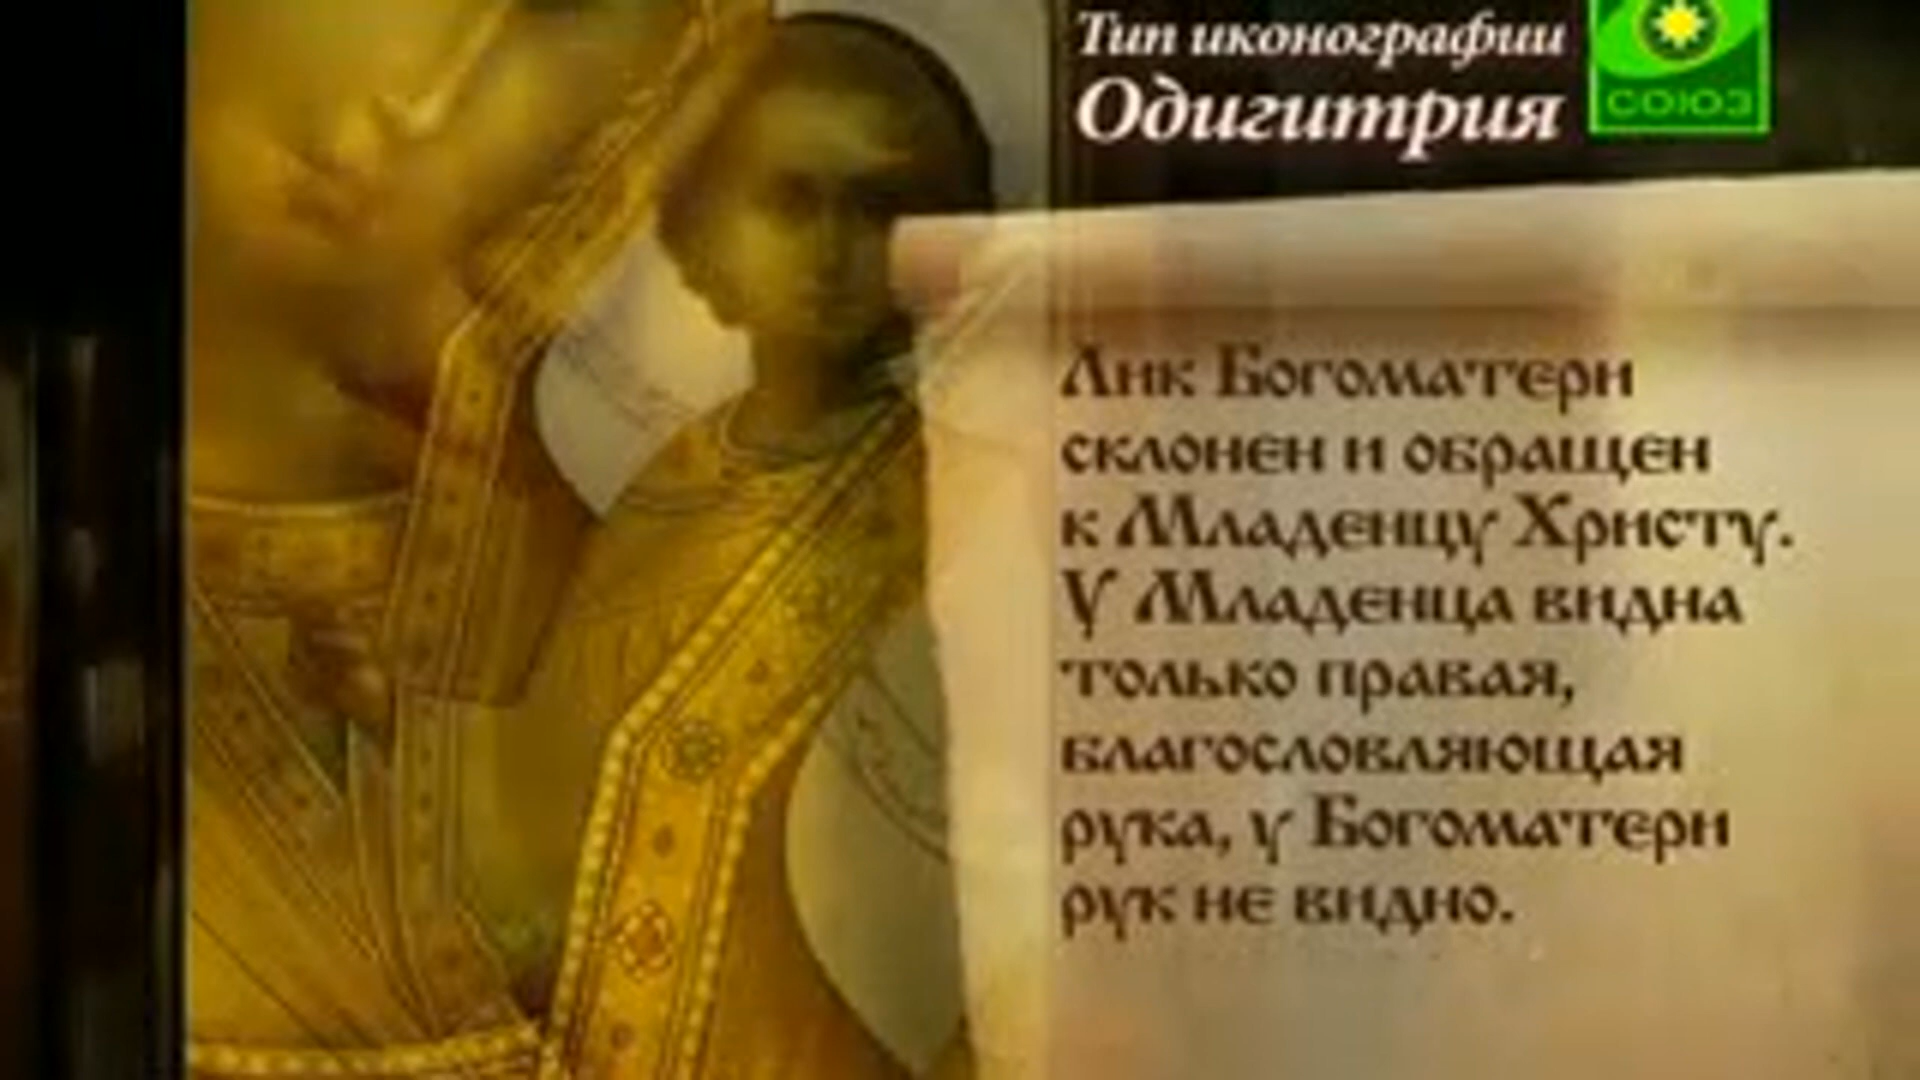 Тип иконографии
Одигитрия
СОЮЗ
Лик Богоматери
склонен и обращен
к Младенцу Христу.
У Младенца видна
только правая,
благословляющая
рука, у Богоматери
рук не видно.